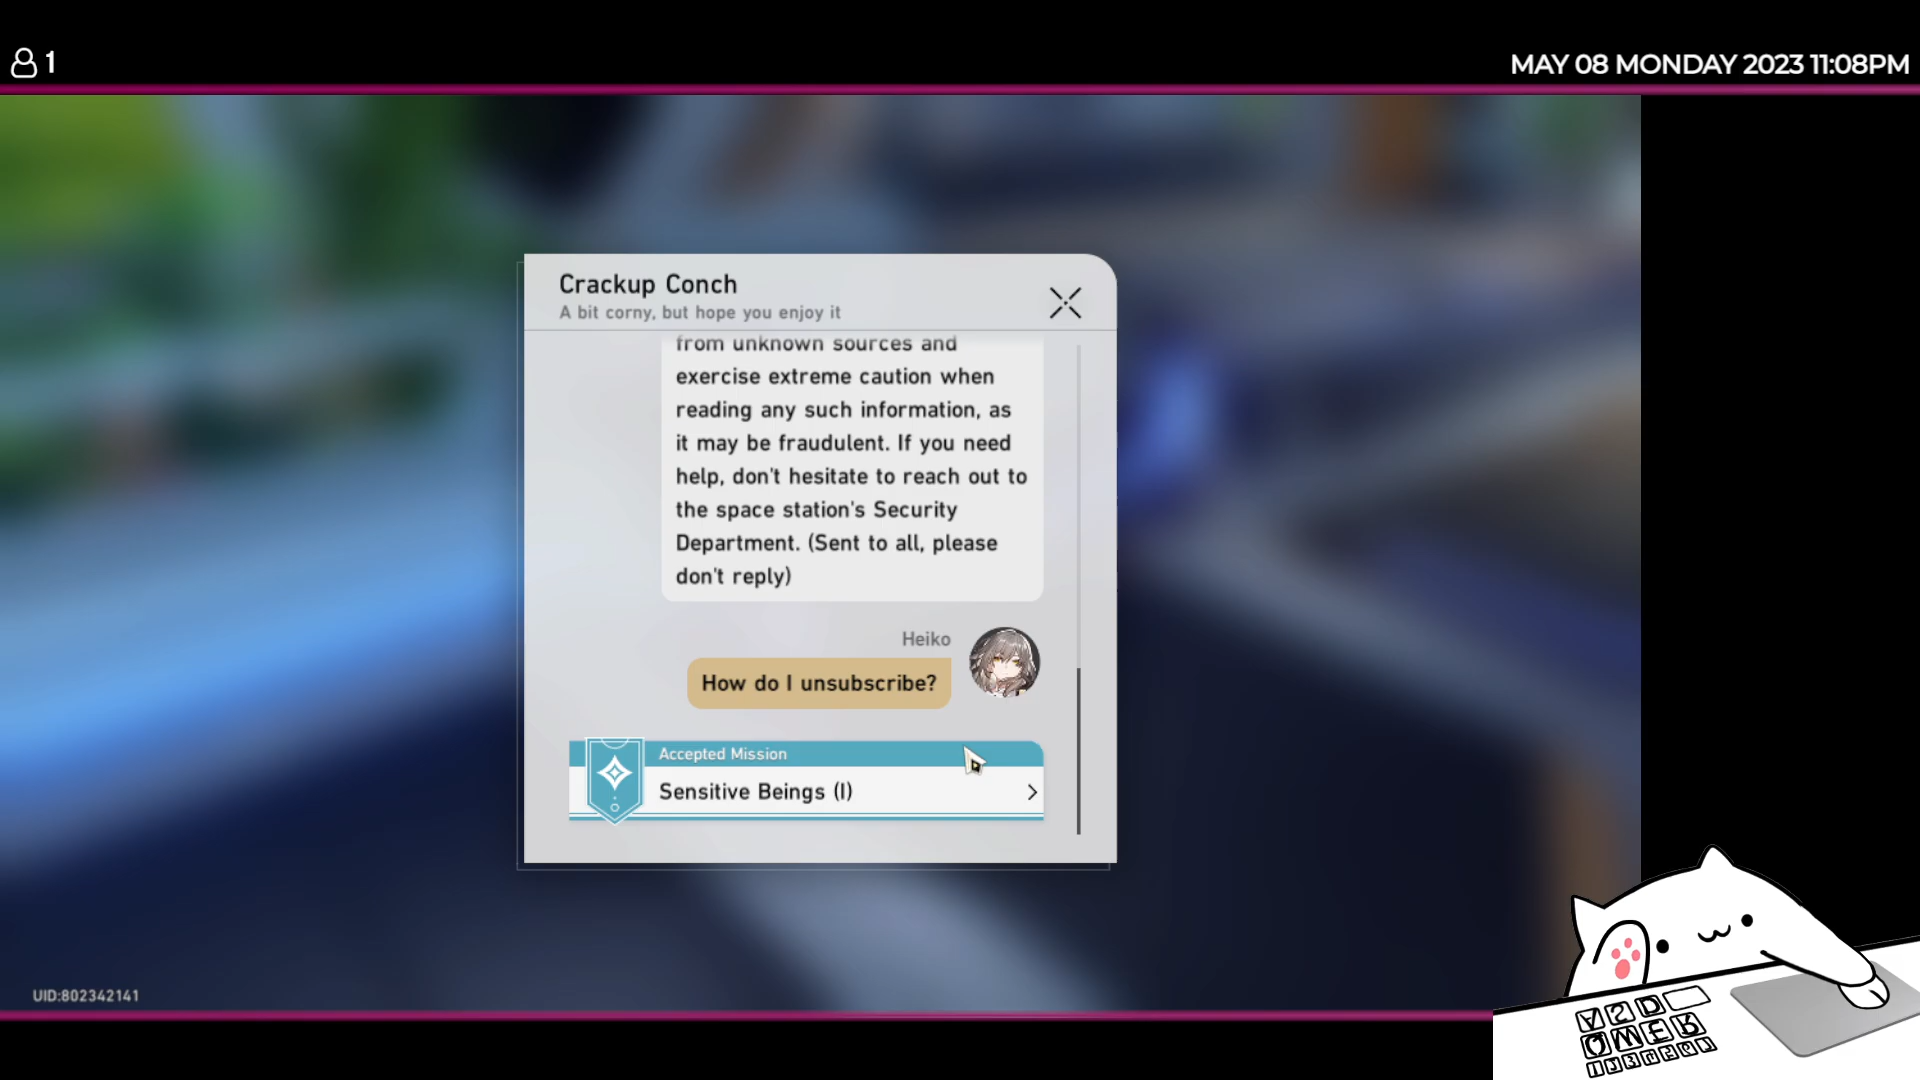 1
MAY 08 MONDAY 2023 11:08PM
Crackup Conch
A bit corny, but hope you enjoy it
from unknown sources and
exercise extreme caution when
reading any such information, as
it may be fraudulent. If you need
help, don't hesitate to reach out to
the space station's Security
Department. (Sent to all, please
don't reply)
Heiko
How do I unsubscribe?
Accepted Mission
Sensitive Beings (I)
UID:802342141